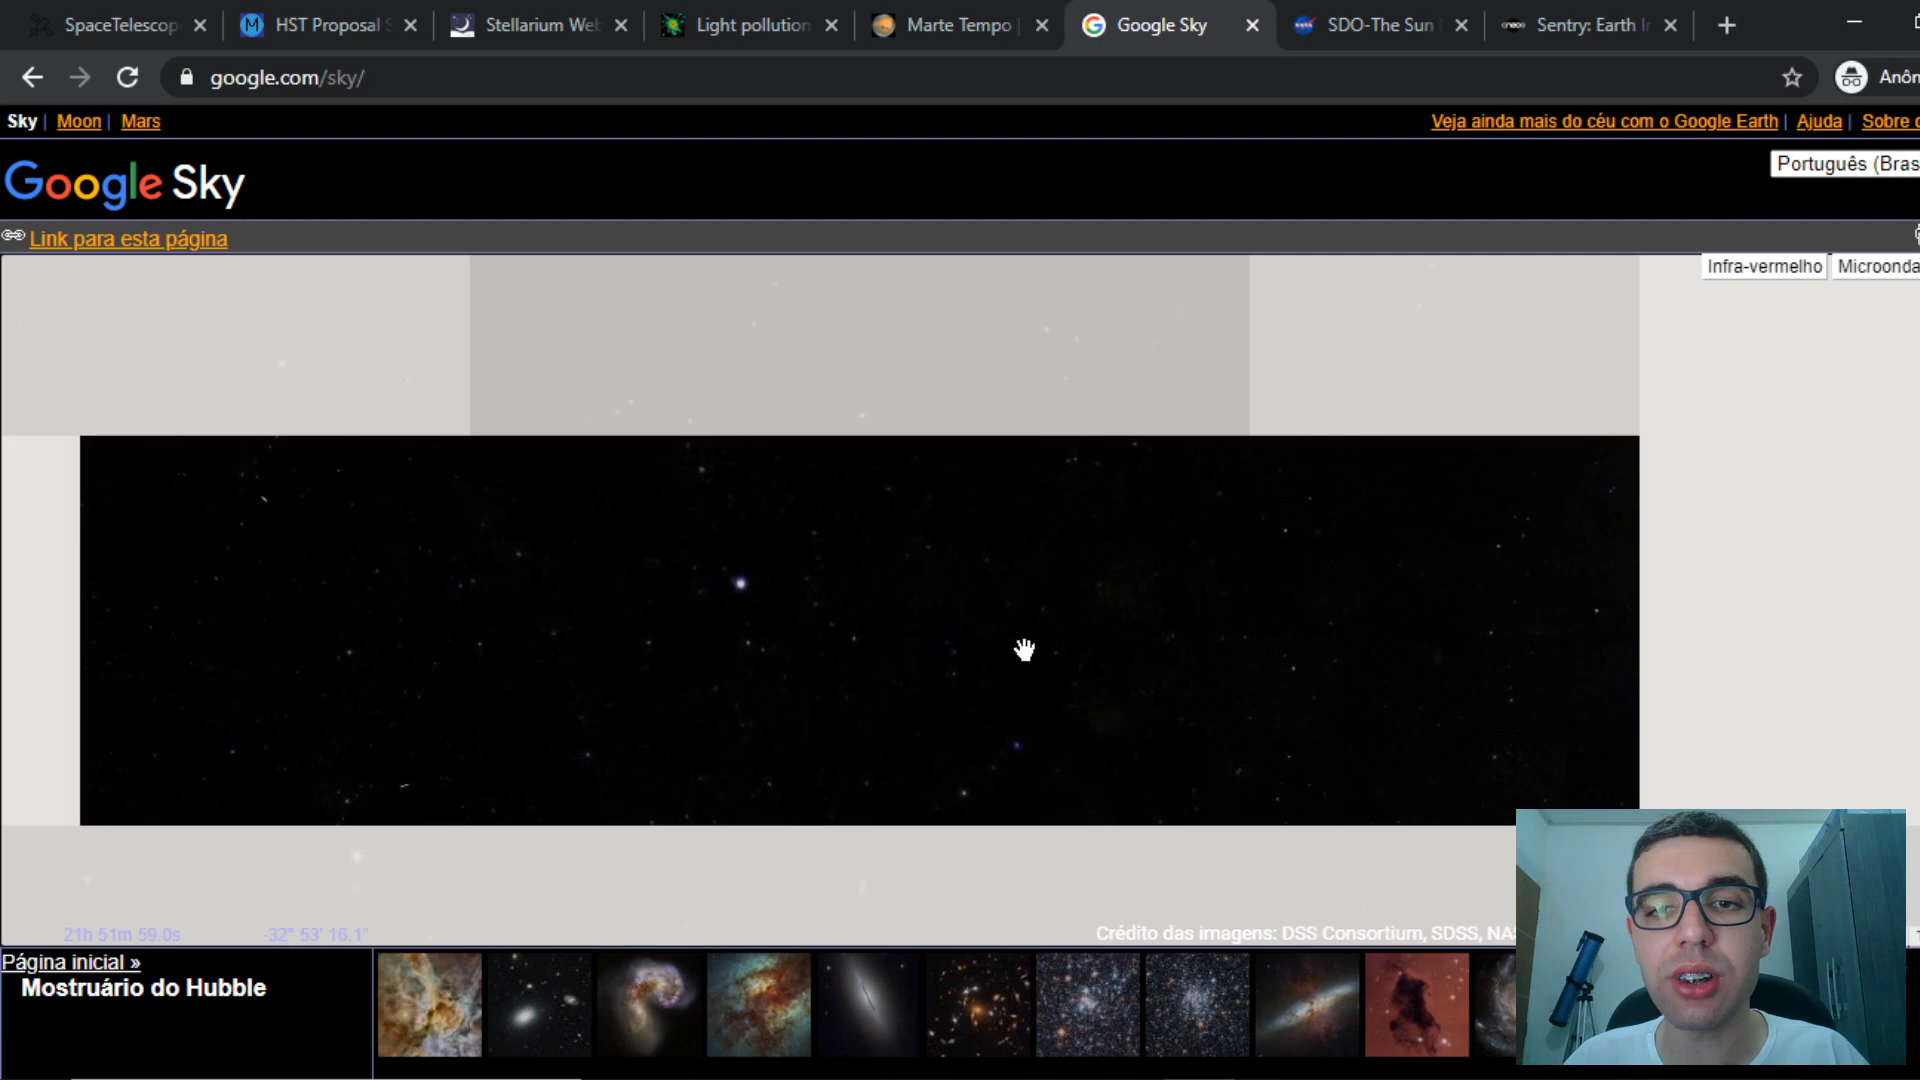 SpaceTelescop
HST Proposal
Stellarium Web
Light pollution
Marte Tempo
Google Sky
SDO-The Sun
Sentry: Earth
google.com/sky/
Anôn
Sky | Moon | Mars
Veja ainda mais do céu com o Google Earth | Ajuda | Sobre
Google Sky
Português (Bras
Link para esta página
Infra-vermelho
Microonda
21h 51m 59.0s
-32° 53' 16.1"
Crédito das imagens: DSS Consortium, SDSS, NAS
Página inicial »
Mostruário do Hubble